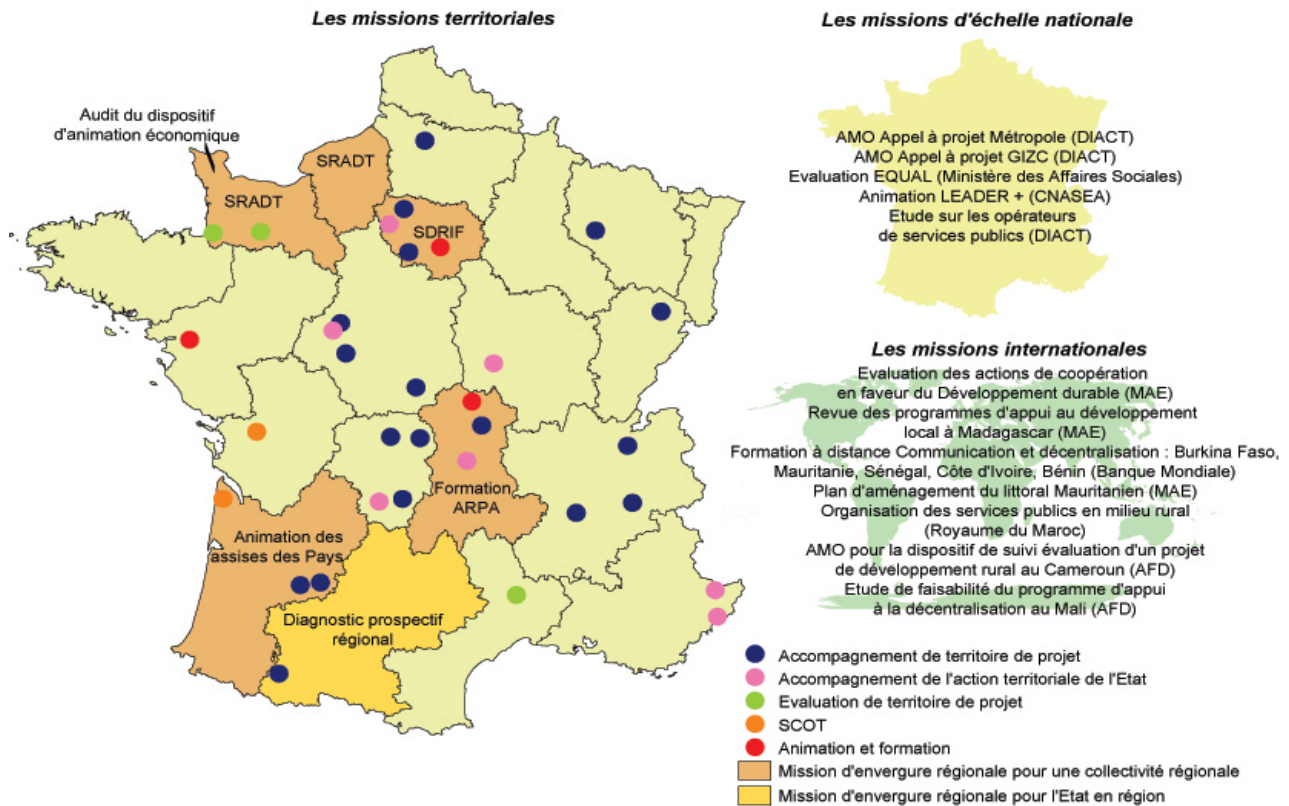 Les missions territoriales
Audit du dispositif
d'animation économique
SRADT
SRADT
SDRIF
Formation
ARPA
Animation des
assises des Pays
Diagnostic prospectif
régional
Les missions d'échelle nationale
AMO Appel à projet Métropole (DIACT)
AMO Appel à projet GIZC (DIACT)
Evaluation EQUAL (Ministère des Affaires Sociales)
Animation LEADER + (CNASEA)
Etude sur les opérateurs
de services publics (DIACT)
Les missions internationales
Evaluation des actions de coopération
en faveur du Développement durable (MAE)
Revue des programmes d'appui au développement
local à Madagascar (MAE)
Formation à distance Communication et décentralisation : Burkina Faso,
Mauritanie, Sénégal, Côte d'Ivoire, Bénin (Banque Mondiale)
Plan d'aménagement du littoral Mauritanien (MAE)
Organisation des services publics en milieu rural
(Royaume du Maroc)
AMO pour la dispositif de suivi évaluation d'un projet
de développement rural au Cameroun (AFD)
Etude de faisabilité du programme d'appui
à la décentralisation au Mali (AFD)
Accompagnement de territoire de projet
Accompagnement de l'action territoriale de l'Etat
Evaluation de territoire de projet
SCOT
Animation et formation
Mission d'envergure régionale pour une collectivité régionale
Mission d'envergure régionale pour l'Etat en région